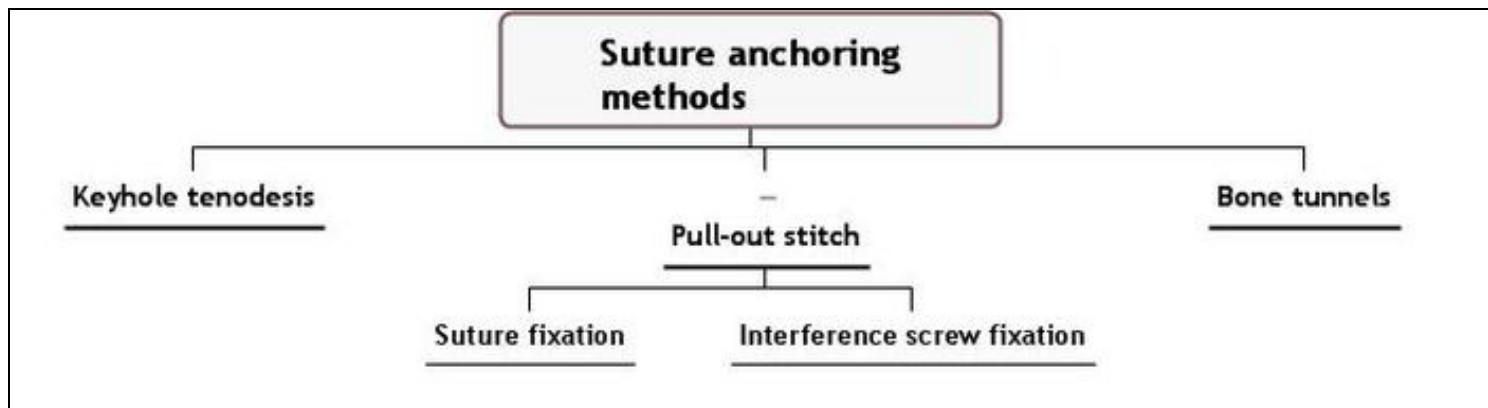 Suture anchoring
methods
Keyhole tenodesis
Bone tunnels
Pull-out stitch
Suture fixation
Interference screw fixation